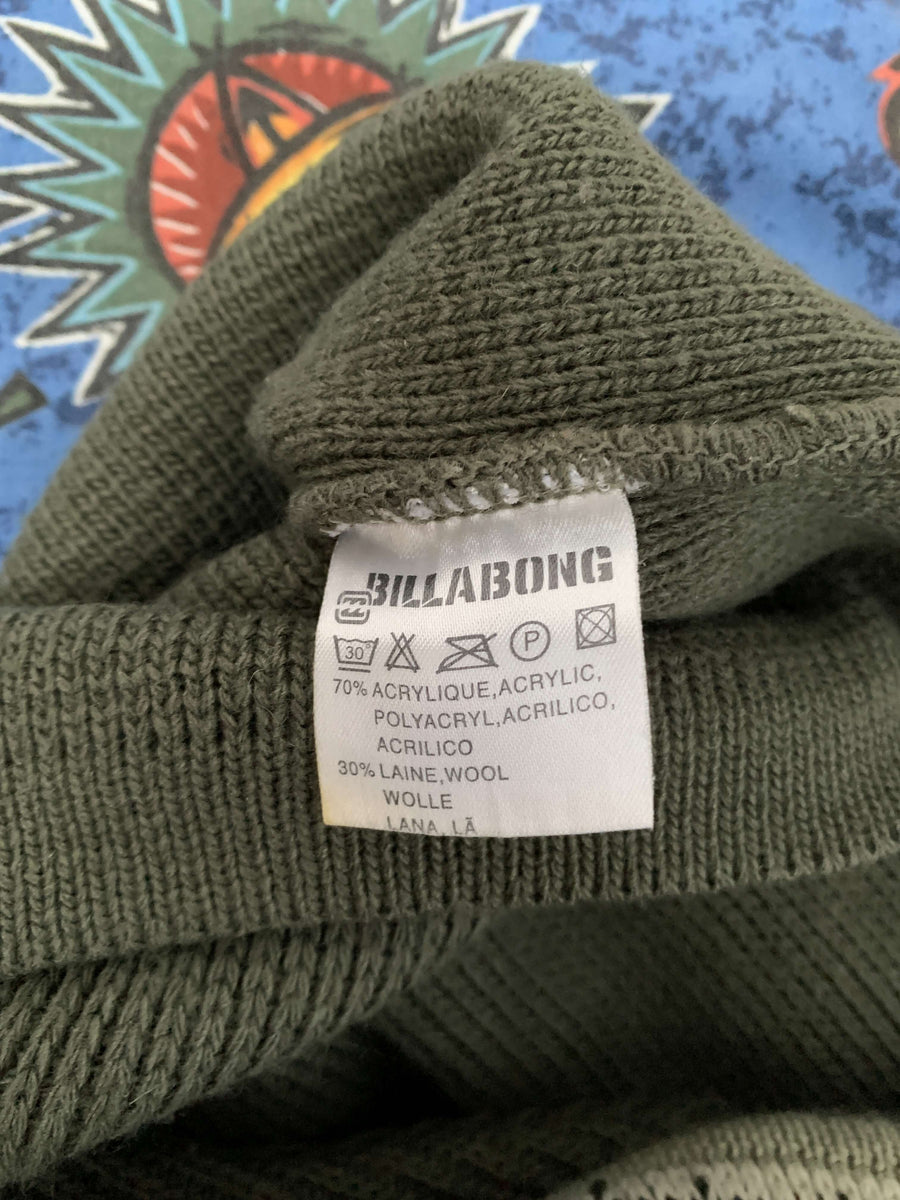 BILLABONG
30°
P
70% ACRYLIQUE,ACRYLIC,
POLYACRYL,ACRILICO,
ACRILICO
30% LAINE,WOOL
WOLLE
LANA, LÃ